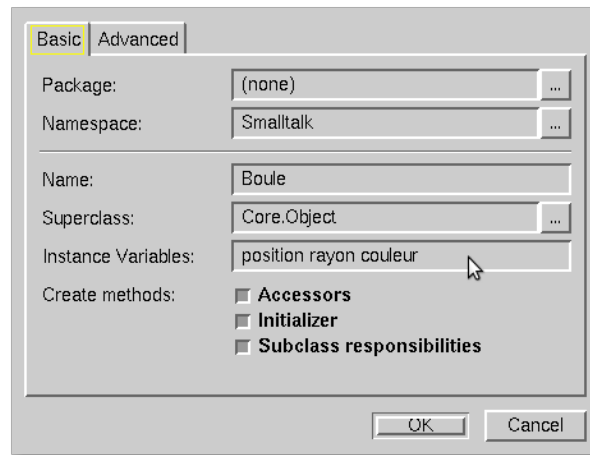 Basic Advanced
Package: (none) ...
Namespace: Smalltalk ...
Name: Boule
Superclass: Core.Object ...
Instance Variables: position rayon couleur
Create methods: Accessors
Initializer
Subclass responsibilities
OK Cancel